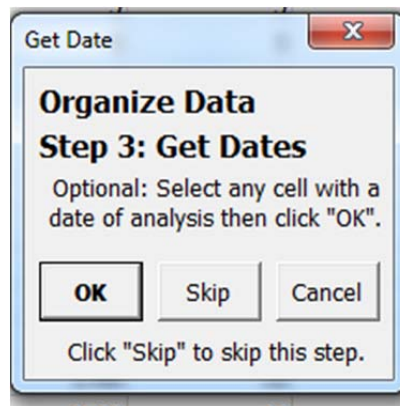 Get Date
Organize Data
Step 3: Get Dates
Optional: Select any cell with a
date of analysis then click "OK".
OK Skip Cancel
Click "Skip" to skip this step.